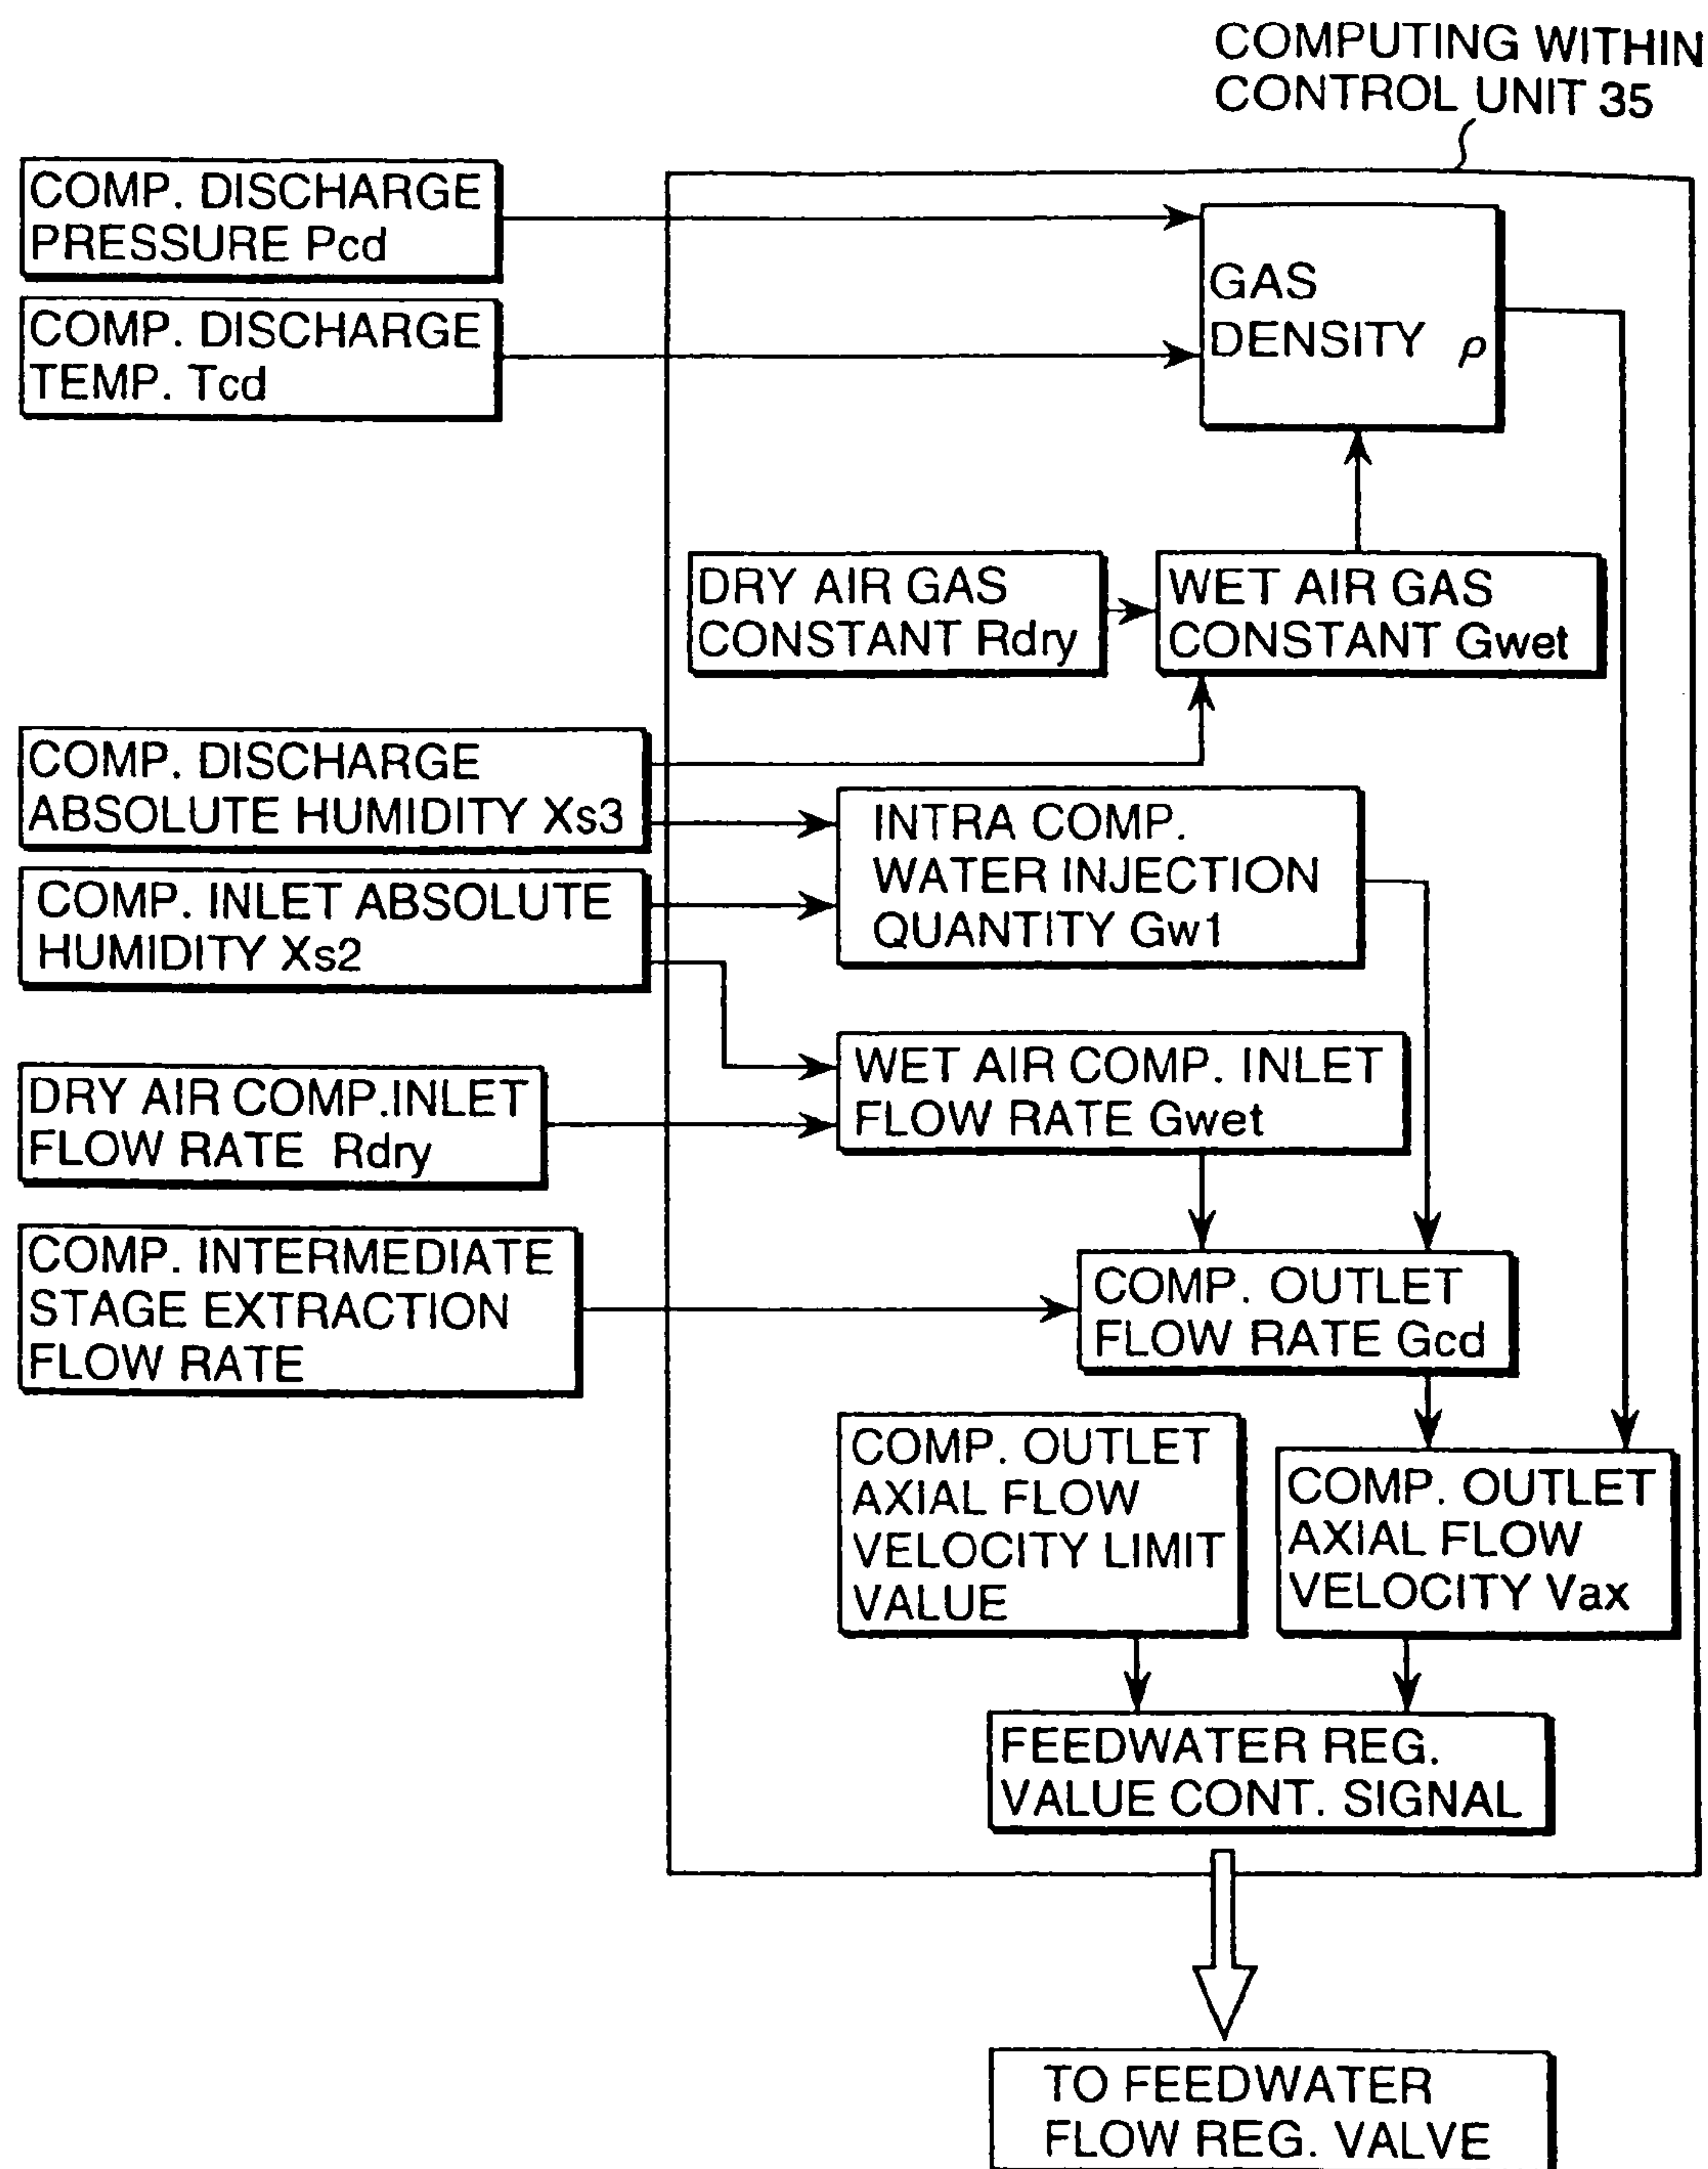 COMPUTING WITHIN
CONTROL UNIT 35
COMP. DISCHARGE
PRESSURE Pcd
COMP. DISCHARGE
TEMP. Tcd
GAS
DENSITY ρ
DRY AIR GAS
CONSTANT Rdry
WET AIR GAS
CONSTANT Gwet
COMP. DISCHARGE
ABSOLUTE HUMIDITY Xs3
COMP. INLET ABSOLUTE
HUMIDITY Xs2
INTRA COMP.
WATER INJECTION
QUANTITY Gw1
DRY AIR COMP.INLET
FLOW RATE Rdry
WET AIR COMP. INLET
FLOW RATE Gwet
COMP. INTERMEDIATE
STAGE EXTRACTION
FLOW RATE
COMP. OUTLET
FLOW RATE Gcd
COMP. OUTLET
AXIAL FLOW
VELOCITY LIMIT
VALUE
COMP. OUTLET
AXIAL FLOW
VELOCITY Vax
FEEDWATER REG.
VALUE CONT. SIGNAL
TO FEEDWATER
FLOW REG. VALVE